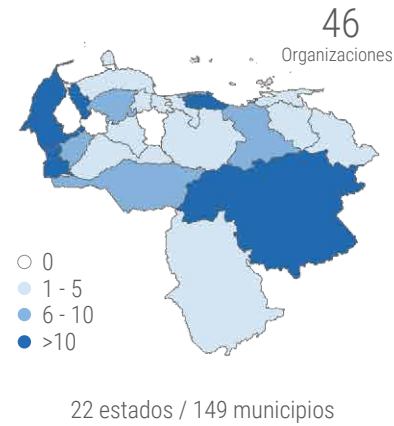 46
Organizaciones
0
1 - 5
6 - 10
>10
22 estados / 149 municipios